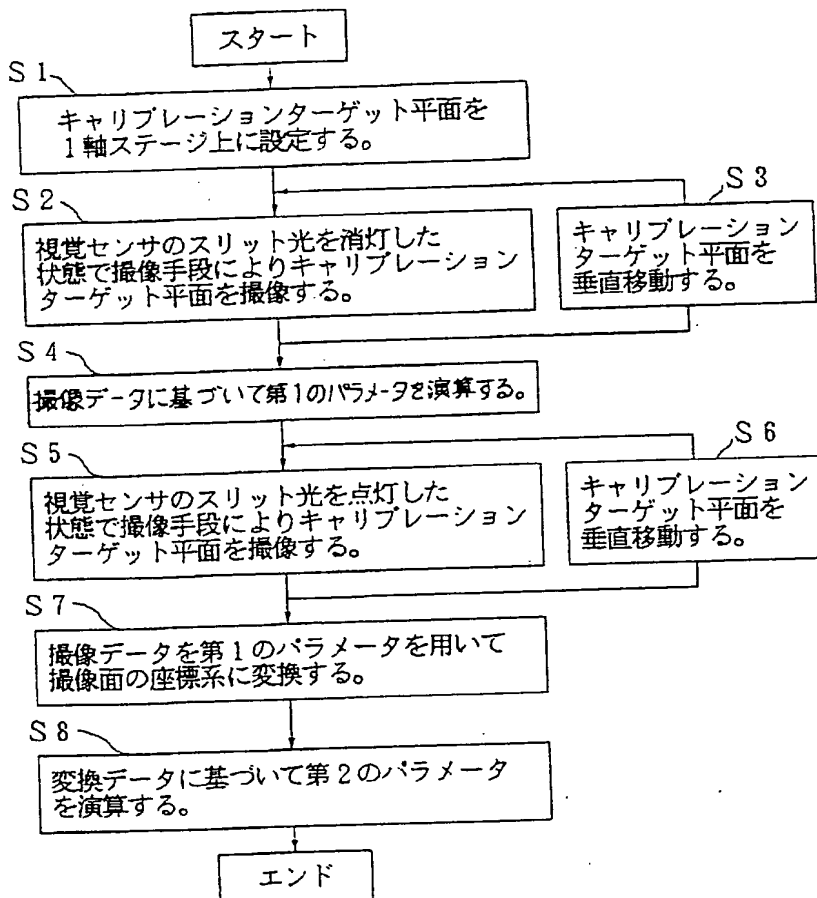 スタート
S1
キャリブレーションターゲット平面を
1軸ステージ上に設定する。
S2
視覚センサのスリット光を消灯した
状態で撮像手段によりキャリブレーション
ターゲット平面を撮像する。
S3
キャリブレーション
ターゲット平面を
垂直移動する。
S4
撮像データに基づいて第1のパラメータを演算する。
S5
視覚センサのスリット光を点灯した
状態で撮像手段によりキャリブレーション
ターゲット平面を撮像する。
S6
キャリブレーション
ターゲット平面を
垂直移動する。
S7
撮像データを第1のパラメータを用いて
撮像面の座標系に変換する。
S8
変換データに基づいて第2のパラメータ
を演算する。
エンド